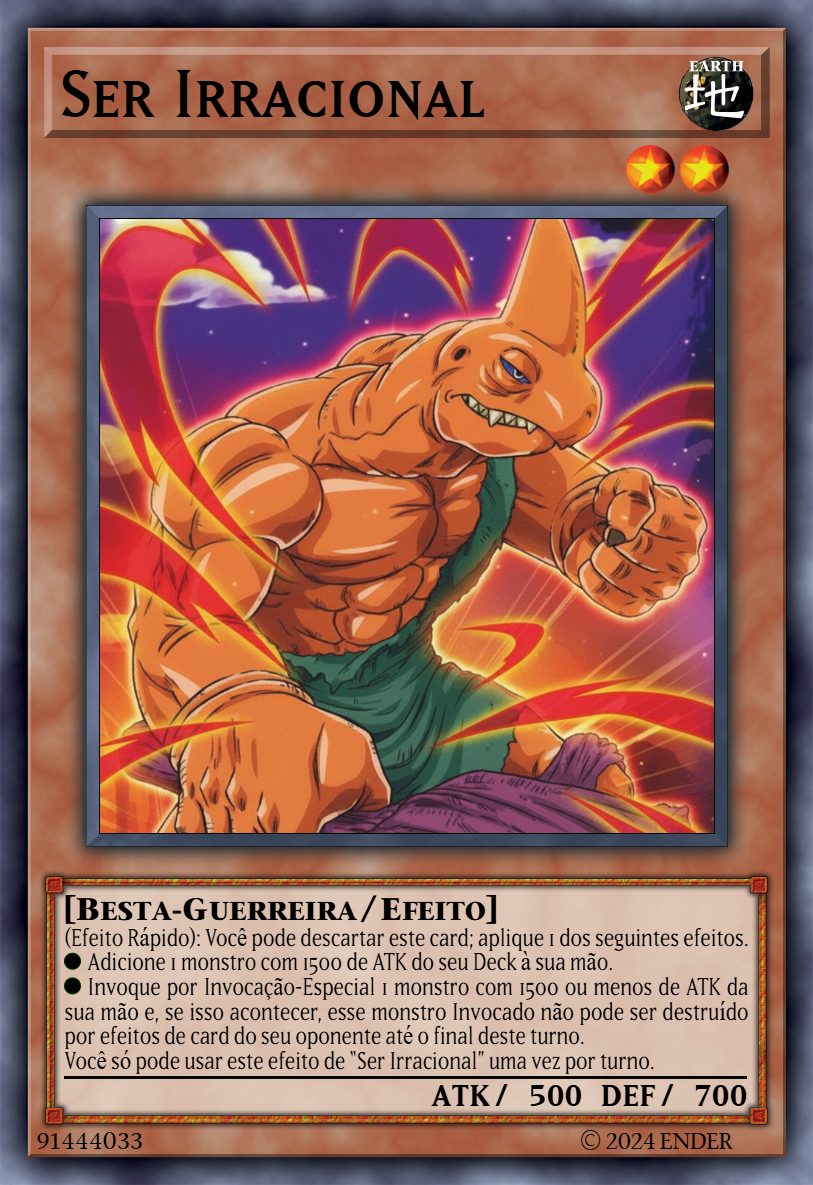 Ser Irracional
EARTH
地
[Besta-Guerreira/Efeito]
(Efeito Rápido): Você pode descartar este card; aplique 1 dos seguintes efeitos.
● Adicione 1 monstro com 1500 de ATK do seu Deck à sua mão.
● Invoque por Invocação-Especial 1 monstro com 1500 ou menos de ATK da
sua mão e, se isso acontecer, esse monstro Invocado não pode ser destruído
por efeitos de card do seu oponente até o final deste turno.
Você só pode usar este efeito de "Ser Irracional" uma vez por turno.
ATK/ 500 DEF/ 700
91444033
© 2024 ENDER